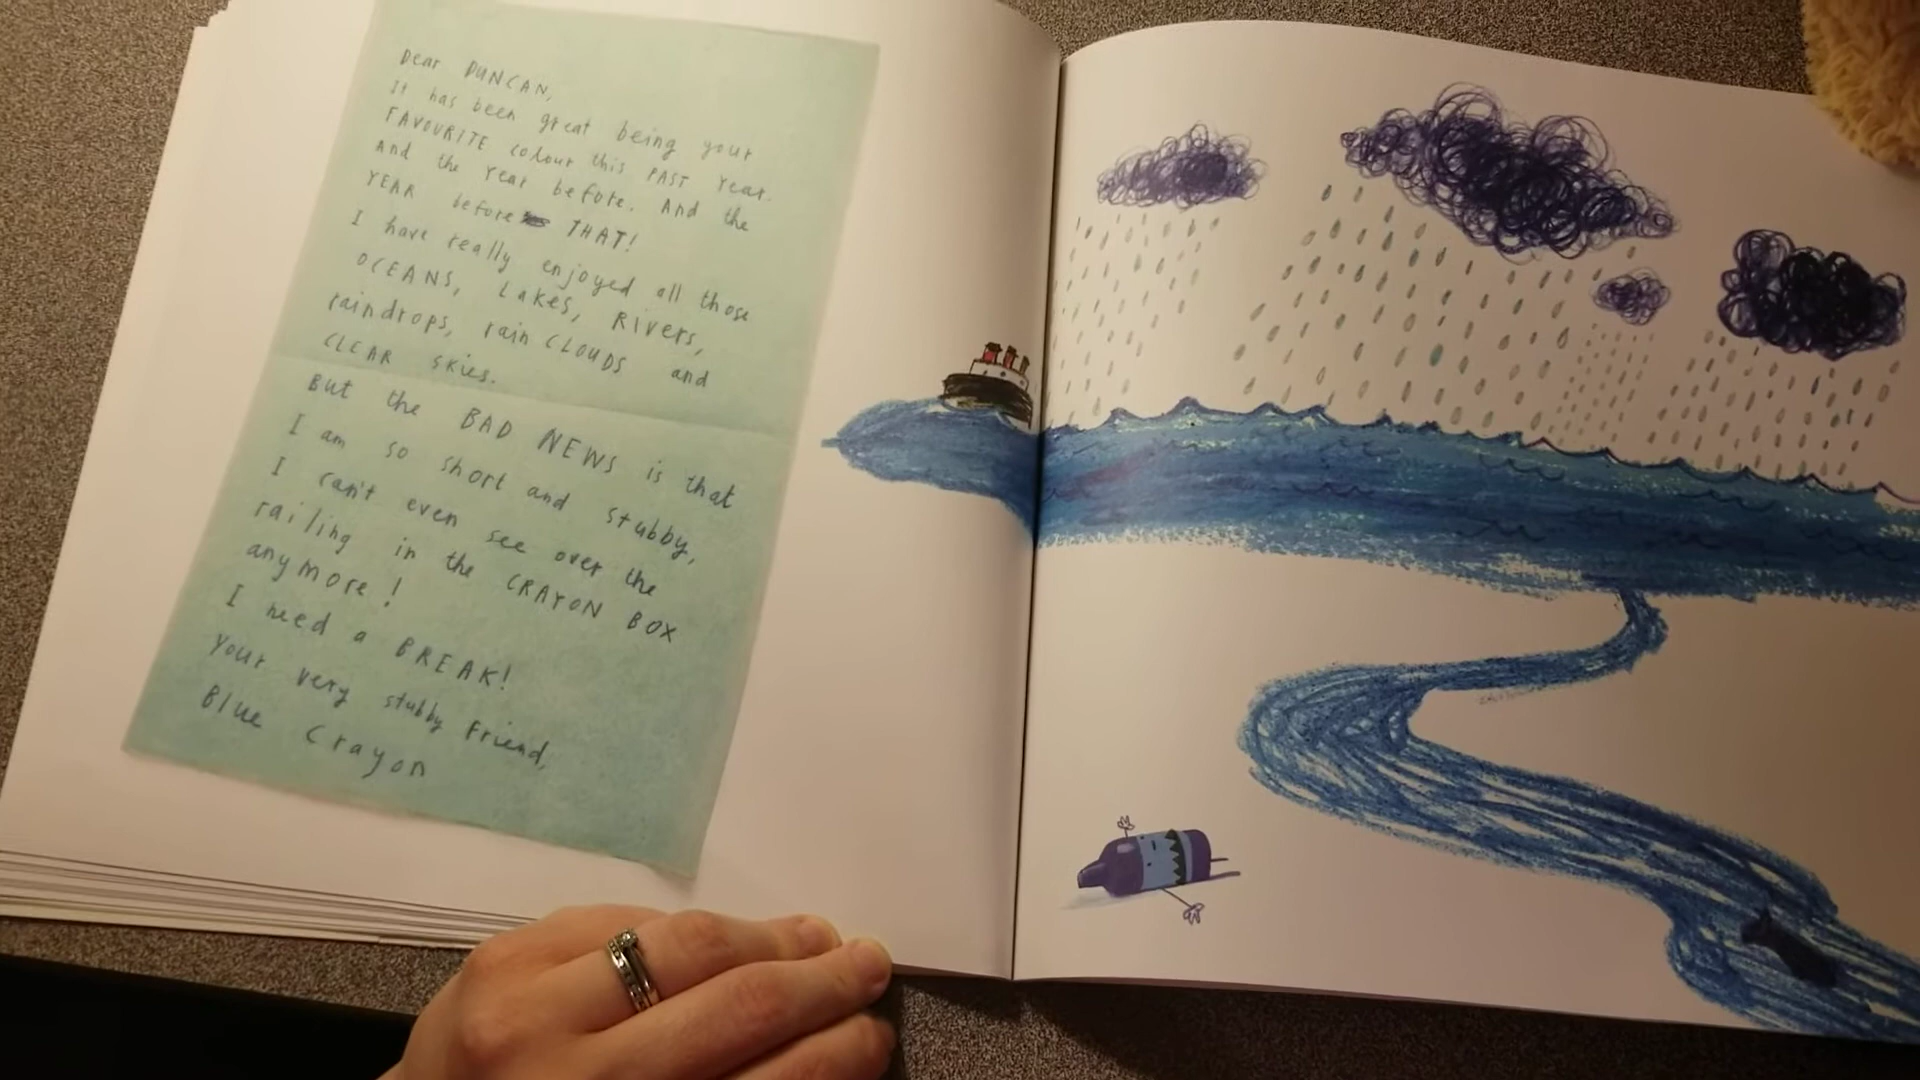 Dear DUNCAN,
It has been great being your
FAVOURITE colour this PAST year.
And the year before. And the
YEAR before THAT!
I have really enjoyed all those
OCEANS, Lakes, Rivers,
raindrops, rain CLOUDS and
CLEAR skies.
But the BAD NEWS is that
I am so short and stubby,
I can't even see over the
railing in the CRAYON BOX
anymore!
I need a BREAK!
Your very stubby friend,
Blue Crayon